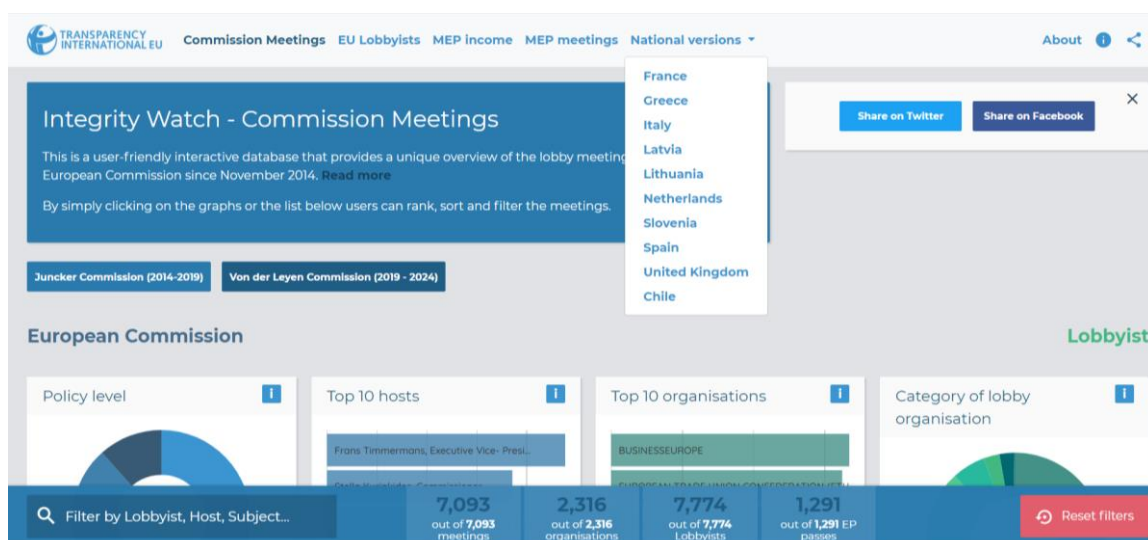 TRANSPARENCY
INTERNATIONAL EU
Commission Meetings EU Lobbyists MEP income MEP meetings National versions
About
France
Greece
Italy
Latvia
Lithuania
Netherlands
Slovenia
Spain
United Kingdom
Chile
Integrity Watch - Commission Meetings
This is a user-friendly interactive database that provides a unique overview of the lobby meeting
European Commission since November 2014. Read more
By simply clicking on the graphs or the list below users can rank, sort and filter the meetings.
Share on Twitter Share on Facebook
Juncker Commission (2014-2019) Von der Leyen Commission (2019 - 2024)
European Commission
Lobbyist
Policy level
Top 10 hosts
Frans Timmermans, Executive Vice- Presi...
Top 10 organisations
BUSINESSEUROPE
EUROPEAN TRADE UNION CONFEDERATION
Category of lobby
organisation
Filter by Lobbyist, Host, Subject...
7,093
out of 7,093
meetings
2,316
out of 2,316
organisations
7,774
out of 7,774
Lobbyists
1,291
out of 1,291 EP
passes
Reset filters